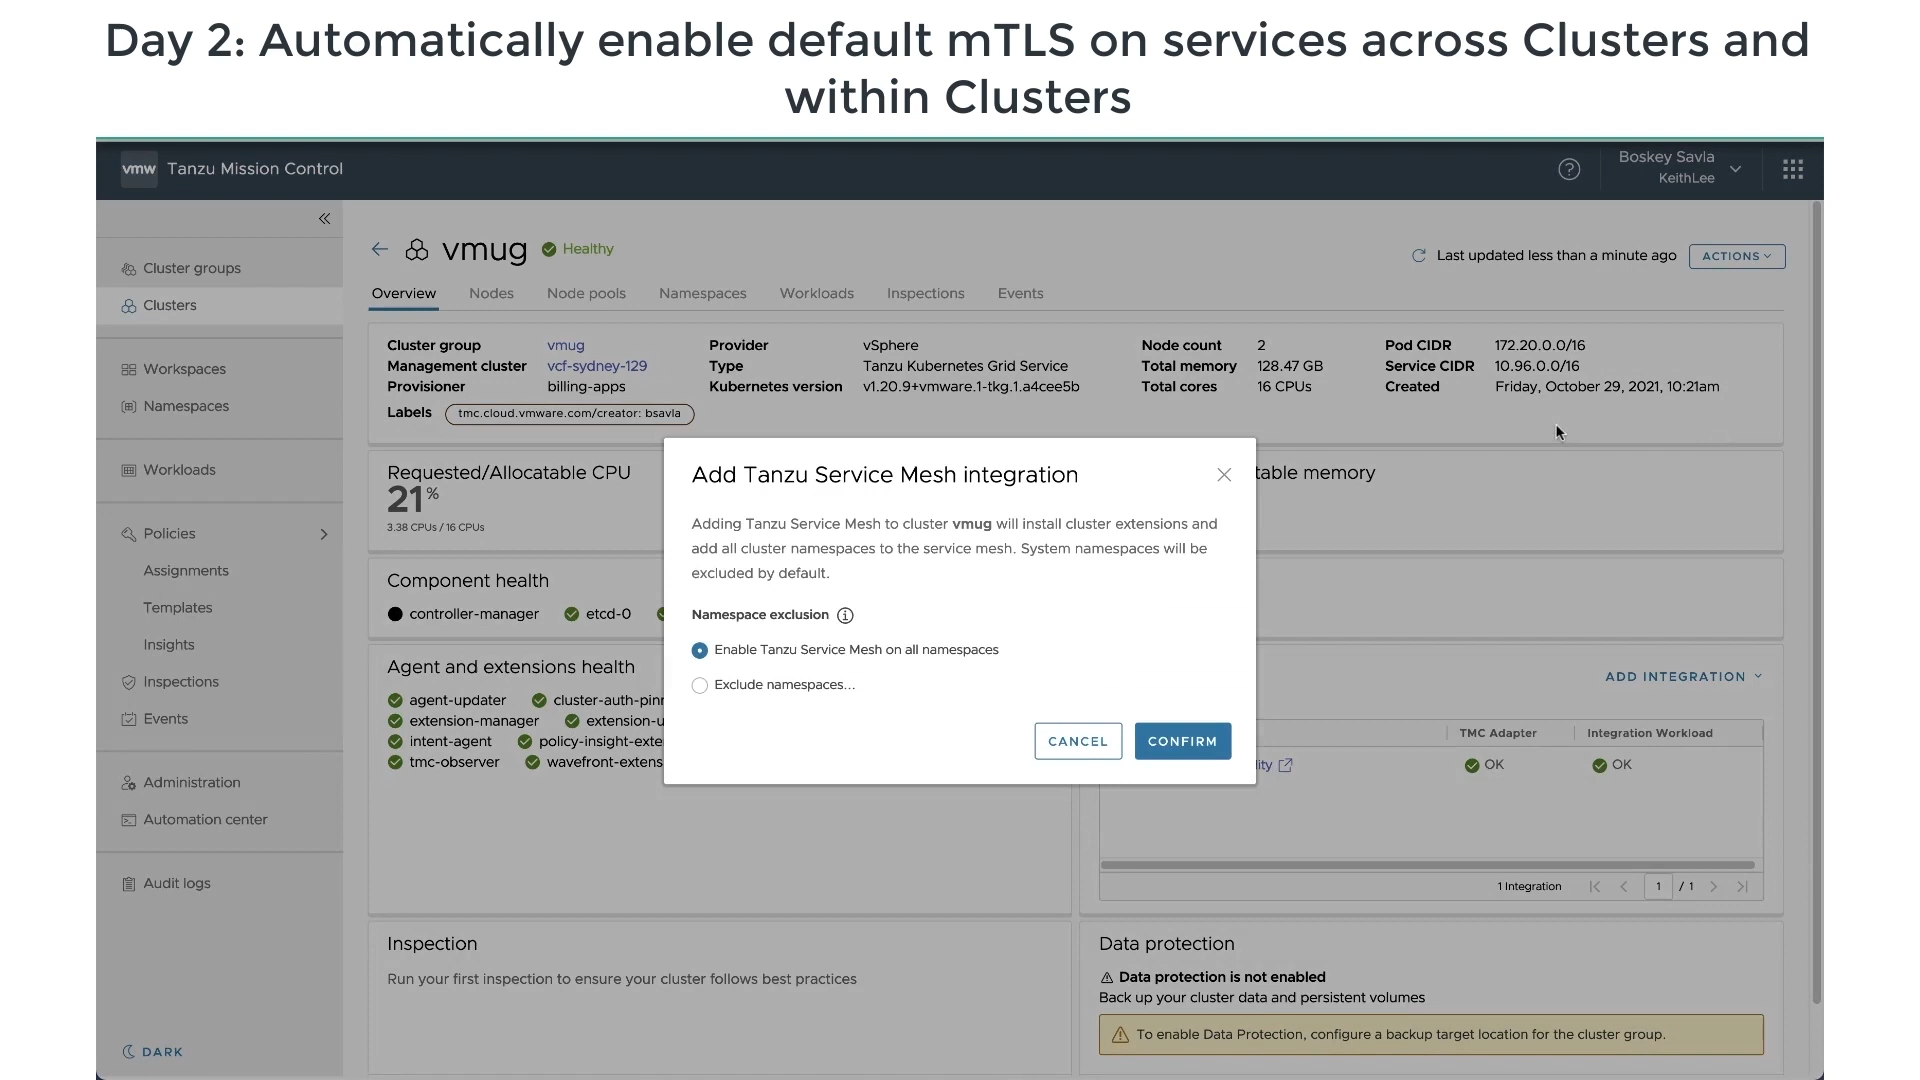 Day 2: Automatically enable default mTLS on services across Clusters and
within Clusters
vmw Tanzu Mission Control
Boskey Savla
KeithLee
Cluster groups
Clusters
Workspaces
Namespaces
Workloads
Policies
Assignments
Templates
Insights
Inspections
Events
Administration
Automation center
Audit logs
DARK
vmug Healthy
Last updated less than a minute ago ACTIONS
Overview Nodes Node pools Namespaces Workloads Inspections Events
Cluster group vmug Provider vSphere Node count 2 Pod CIDR 172.20.0.0/16
Management cluster vcf-sydney-129 Type Tanzu Kubernetes Grid Service Total memory 128.47 GB Service CIDR 10.96.0.0/16
Provisioner billing-apps Kubernetes version v1.20.9+vmware.1-tkg.1.a4cee5b Total cores 16 CPUs Created Friday, October 29, 2021, 10:21am
Labels tmc.cloud.vmware.com/creator: bsavla
Requested/Allocatable CPU
21%
3.38 CPUs / 16 CPUs
table memory
Component health
controller-manager etcd-0
Agent and extensions health
agent-updater cluster-auth-pinn
extension-manager extension-u
intent-agent policy-insight-exte
tmc-observer wavefront-extens
Add Tanzu Service Mesh integration
Adding Tanzu Service Mesh to cluster vmug will install cluster extensions and
add all cluster namespaces to the service mesh. System namespaces will be
excluded by default.
Namespace exclusion
Enable Tanzu Service Mesh on all namespaces
Exclude namespaces...
CANCEL CONFIRM
ADD INTEGRATION
TMC Adapter Integration Workload
lity OK OK
1 Integration 1 / 1
Inspection
Run your first inspection to ensure your cluster follows best practices
Data protection
Data protection is not enabled
Back up your cluster data and persistent volumes
To enable Data Protection, configure a backup target location for the cluster group.